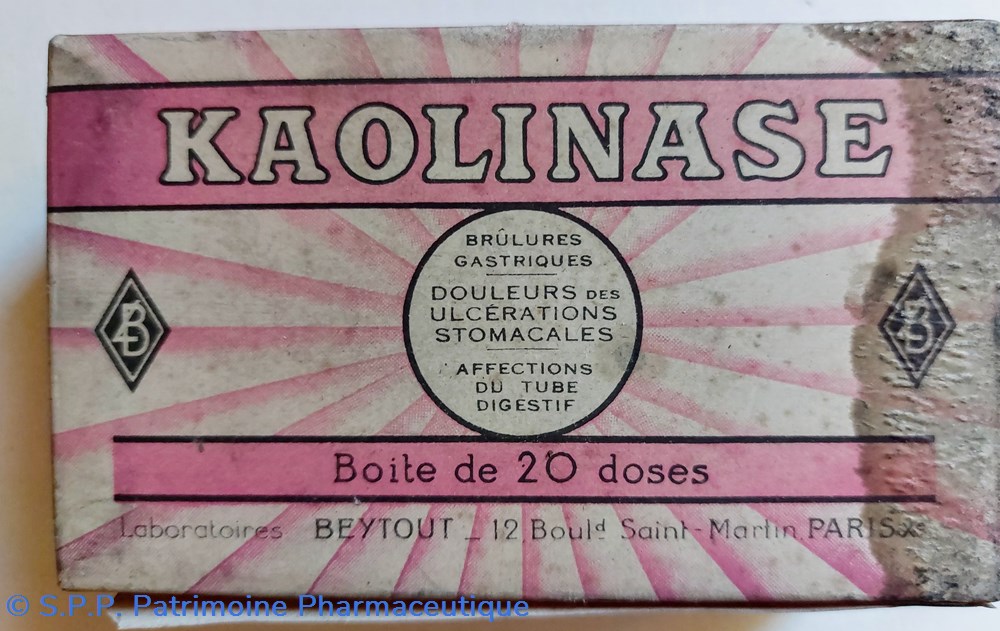 KAOLINASE
BRÛLURES
GASTRIQUES
DOULEURS DES
ULCÉRATIONS
STOMACALES
AFFECTIONS
DU TUBE
DIGESTIF
Boite de 20 doses
Laboratoires BEYTOUT _ 12 Boulᵈ Saint-Martin PARIS Xᵉ
© S.P.P, Patrimoine Pharmaceutique